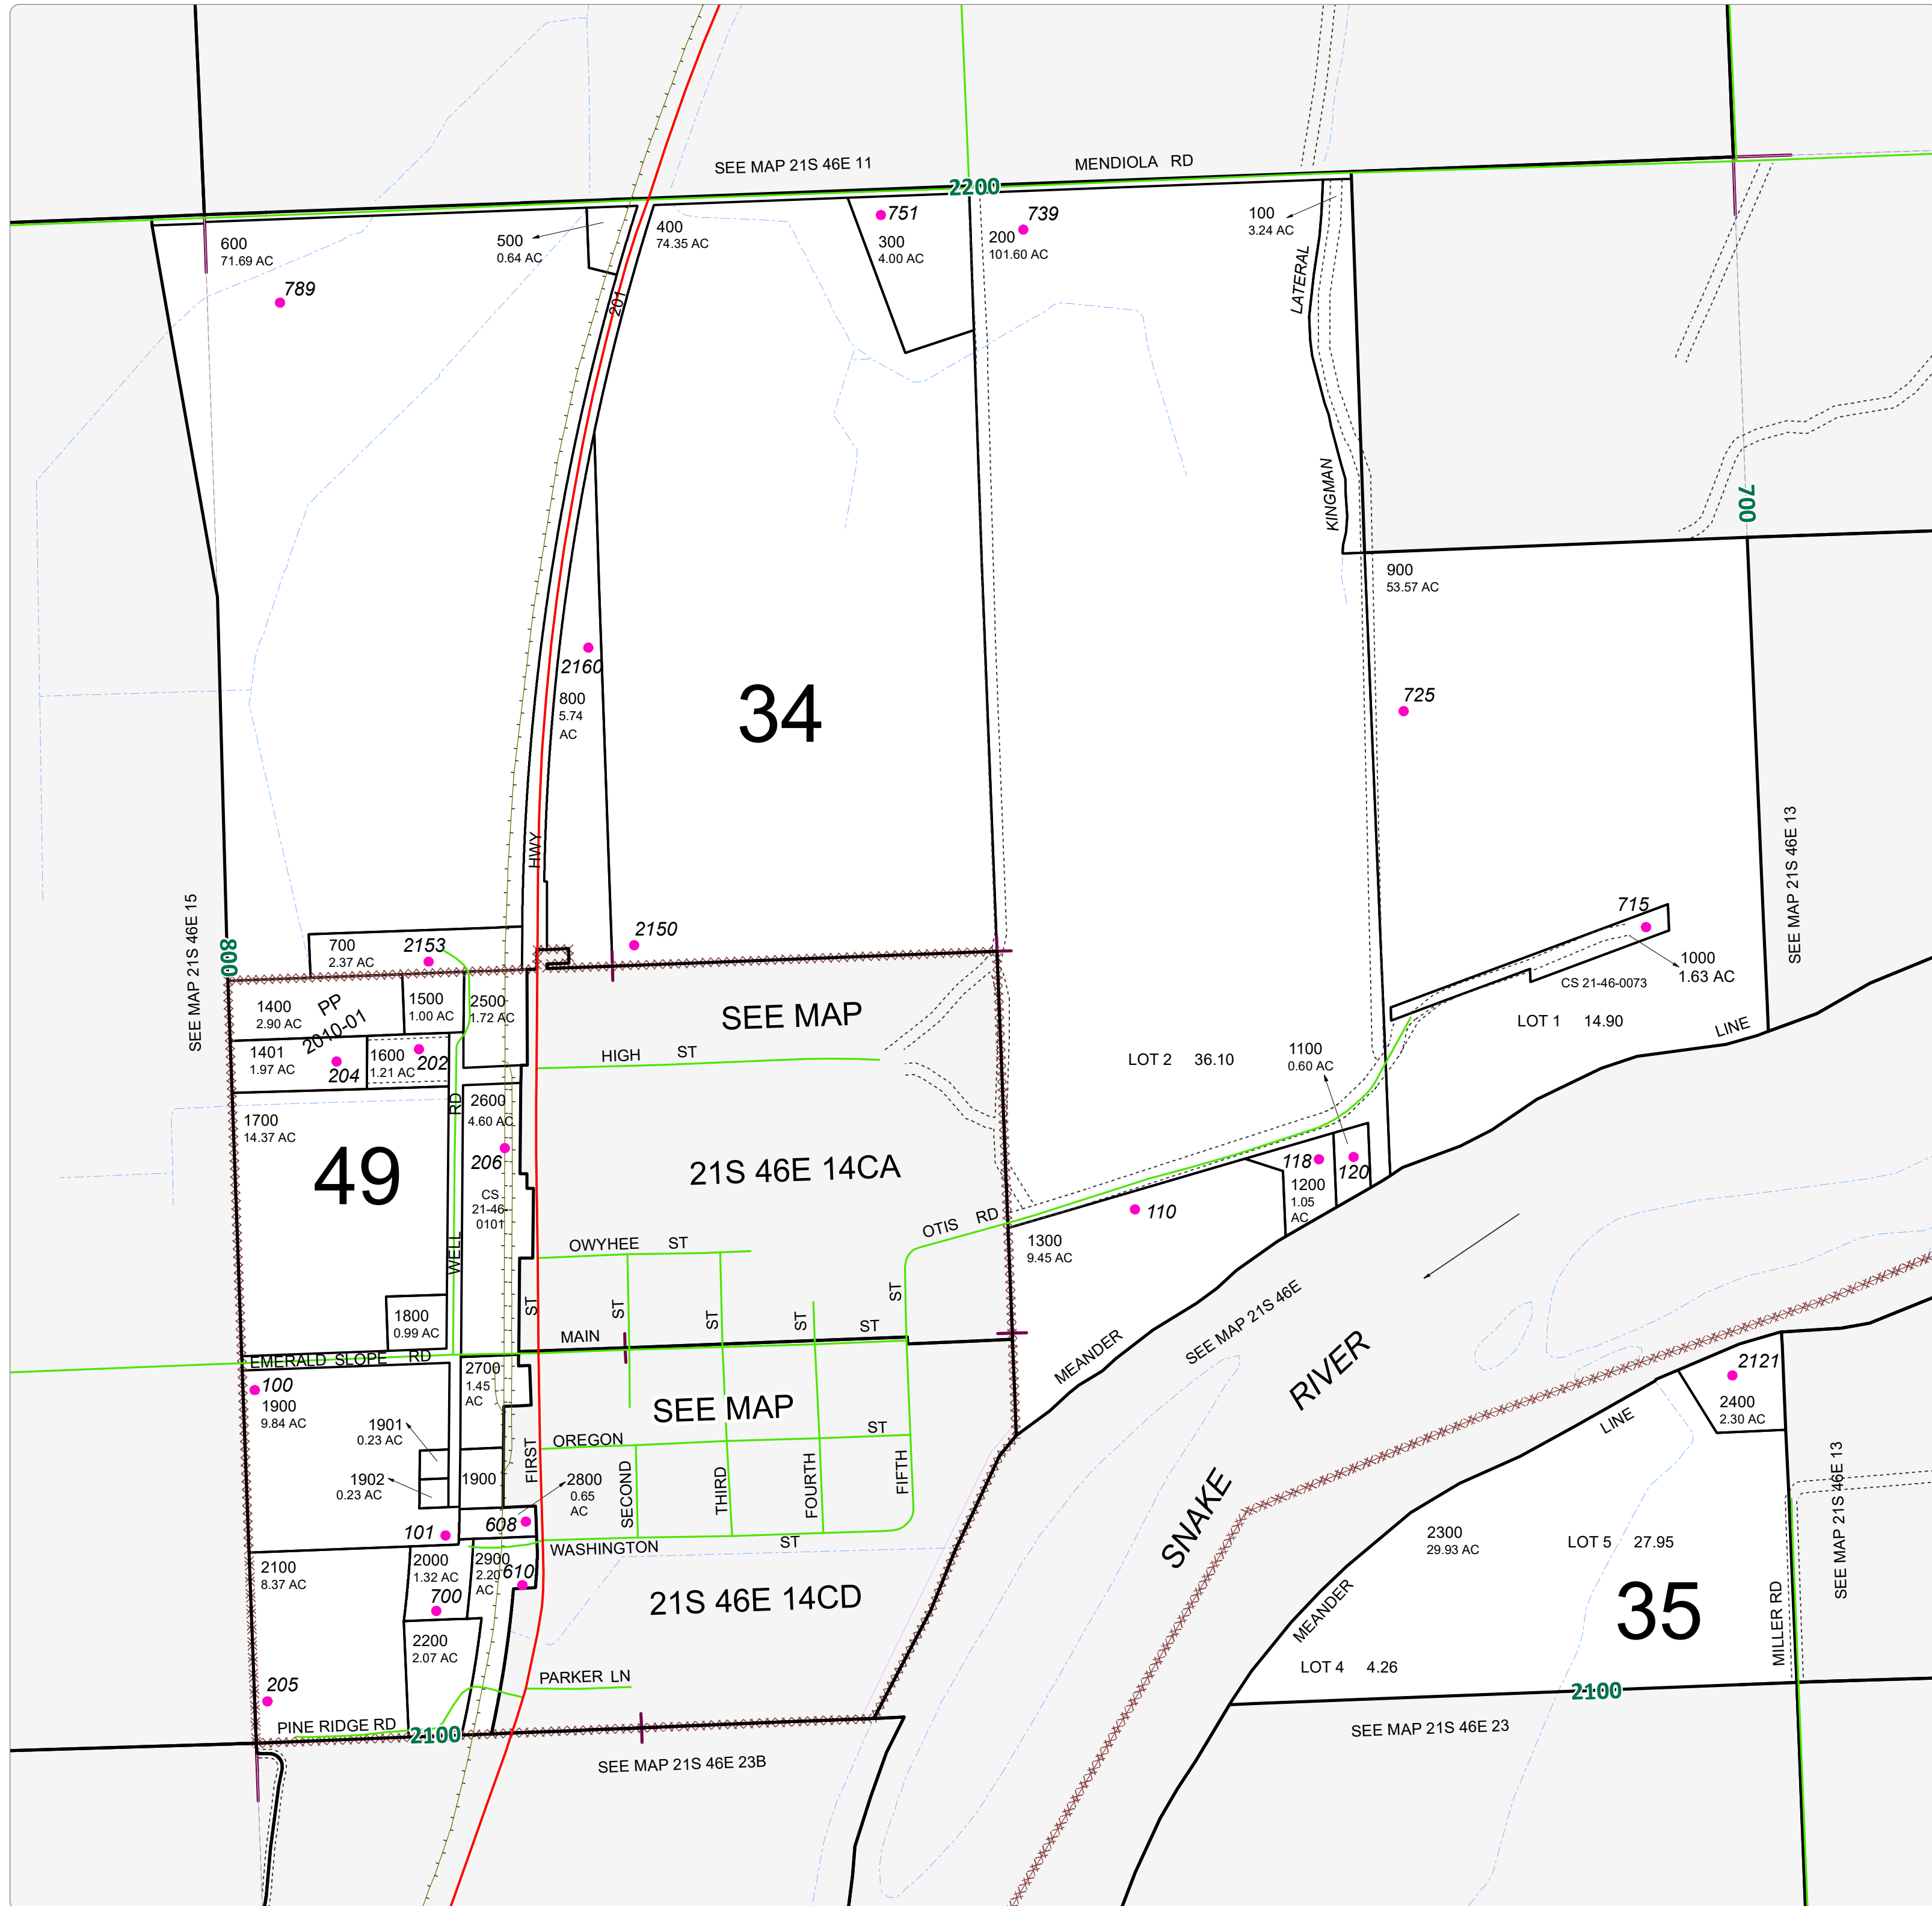 SEE MAP 21S 46E 11
MENDIOLA RD
2200
600
71.69 AC
789
500
0.64 AC
400
74.35 AC
751
300
4.00 AC
739
200
101.60 AC
100
3.24 AC
LATERAL
KINGMAN
201
700
900
53.57 AC
2160
800
5.74
AC
34
725
HWY
SEE MAP 21S 46E 13
SEE MAP 21S 46E 15
8000
700
2.37 AC
2153
2150
715
1000
1.63 AC
CS 21-46-0073
LOT 1 14.90
LINE
1400
2.90 AC
PP
2010-01
1500
1.00 AC
2500
1.72 AC
SEE MAP
1401
1.97 AC
204
1600
1.21 AC
202
HIGH ST
LOT 2 36.10
1100
0.60 AC
RD
2600
4.60 AC
1700
14.37 AC
49
206
21S 46E 14CA
118
120
1200
1.05
AC
CS
21-46-
0101
110
OTIS RD
WELL
OWYHEE ST
1300
9.45 AC
ST
ST
ST
ST
ST
1800
0.99 AC
MAIN ST
MEANDER
SEE MAP 21S 46E
RIVER
EMERALD SLOPE RD
100
1900
9.84 AC
2700
1.45
AC
SEE MAP
2121
2400
2.30 AC
LINE
1901
0.23 AC
OREGON ST
1902
0.23 AC
1900
FIRST
2800
0.65
AC
SECOND
THIRD
FOURTH
FIFTH
SNAKE
SEE MAP 21S 46E 13
101
608
WASHINGTON ST
2300
29.93 AC
LOT 5 27.95
2100
8.37 AC
2000
1.32 AC
2900
2.20
AC
610
700
21S 46E 14CD
35
MEANDER
MILLER RD
2200
2.07 AC
205
PARKER LN
LOT 4 4.26
2100
PINE RIDGE RD
2100
SEE MAP 21S 46E 23
SEE MAP 21S 46E 23B